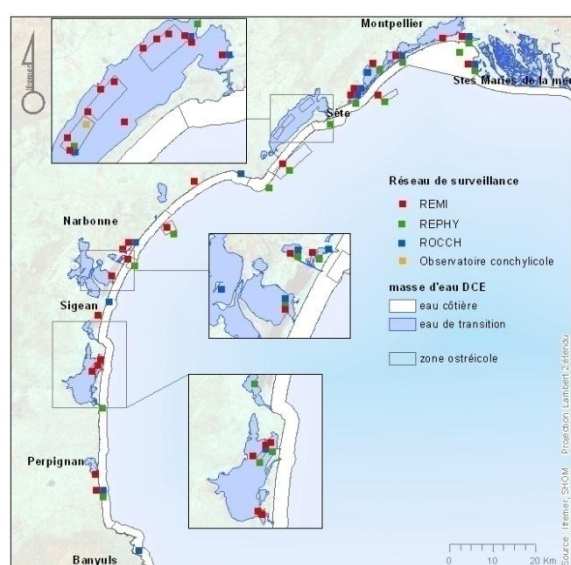 Montpellier
Stes Maries de la me
Ifremer
Sète
Réseau de surveillance
REMI
REPHY
ROCCH
Observatoire conchylicole
Narbonne
masse d'eau DCE
eau côtière
eau de transition
Sigean
zone ostréicole
Perpignan
Banyuls
0 10 20 Km
Source : Ifremer, SHOM Projection Lambert 2 étendu